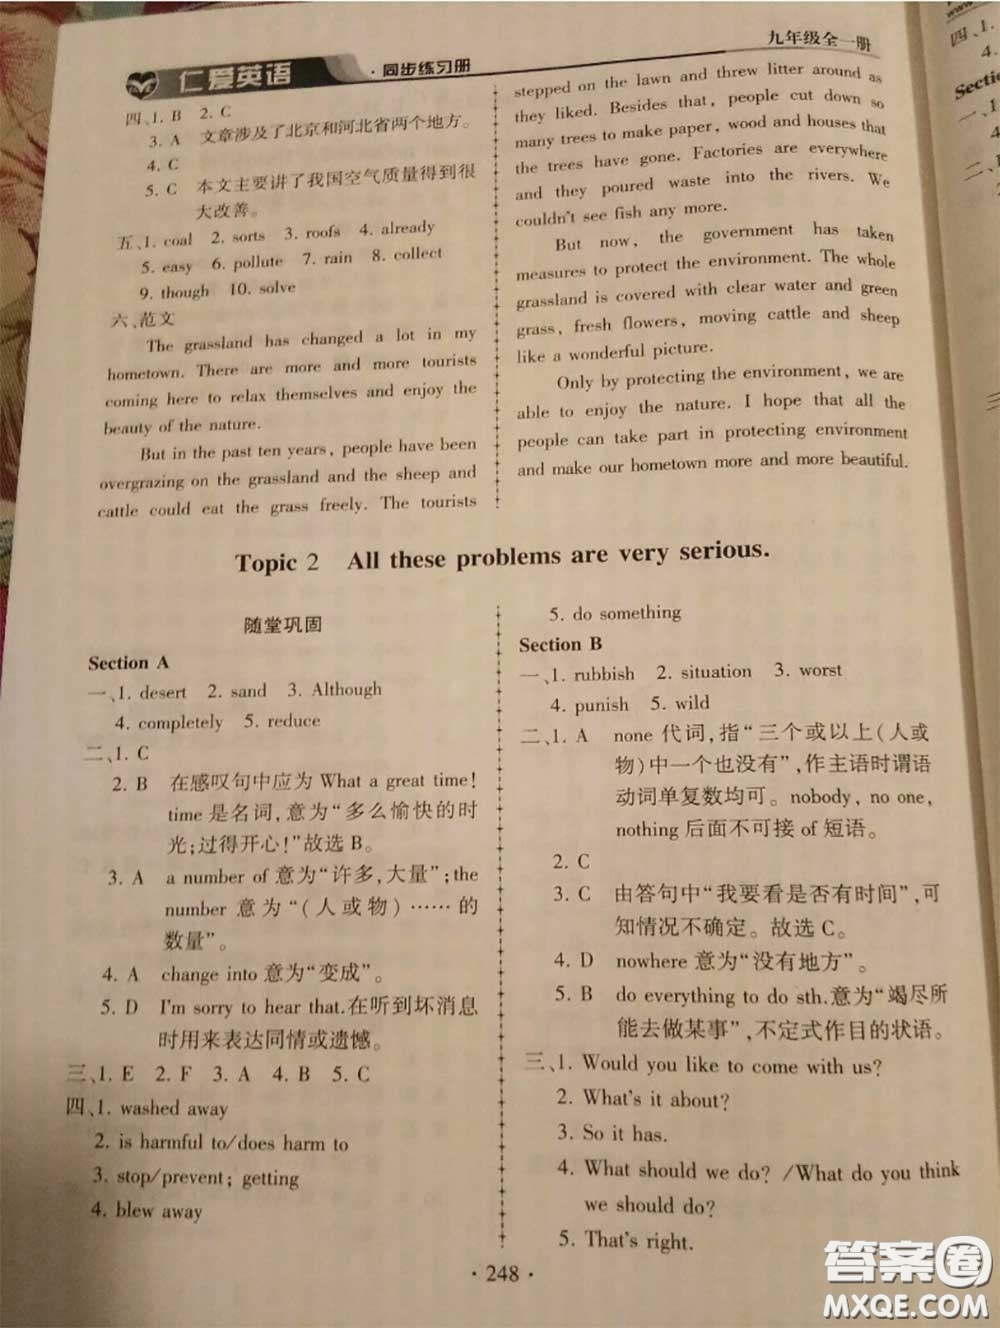 仁爱英语 ·同步练习册
九年级全一册
四、1. B 2. C
3. A 文章涉及了北京和河北省两个地方。
4. C
5. C 本文主要讲了我国空气质量得到很
大改善。
五、1. coal 2. sorts 3. roofs 4. already
5. easy 6. pollute 7. rain 8. collect
9. though 10. solve
六、范文
The grassland has changed a lot in my
hometown. There are more and more tourists
coming here to relax themselves and enjoy the
beauty of the nature.
But in the past ten years, people have been
overgrazing on the grassland and the sheep and
cattle could eat the grass freely. The tourists
stepped on the lawn and threw litter around as
they liked. Besides that, people cut down so
many trees to make paper, wood and houses that
the trees have gone. Factories are everywhere
and they poured waste into the rivers. We
couldn't see fish any more.
But now, the government has taken
measures to protect the environment. The whole
grassland is covered with clear water and green
grass, fresh flowers, moving cattle and sheep
like a wonderful picture.
Only by protecting the environment, we are
able to enjoy the nature. I hope that all the
people can take part in protecting environment
and make our hometown more and more beautiful.
Topic 2 All these problems are very serious.
随堂巩固
Section A
一、1. desert 2. sand 3. Although
4. completely 5. reduce
二、1. C
2. B 在感叹句中应为 What a great time!
time 是名词,意为“多么愉快的时
光;过得开心!”故选 B。
3. A a number of 意为“许多,大量”;the
number 意为“(人或物)……的
数量”。
4. A change into 意为“变成”。
5. D I'm sorry to hear that.在听到坏消息
时用来表达同情或遗憾。
三、1. E 2. F 3. A 4. B 5. C
四、1. washed away
2. is harmful to/does harm to
3. stop/prevent; getting
4. blew away
5. do something
Section B
一、1. rubbish 2. situation 3. worst
4. punish 5. wild
二、1. A none 代词,指“三个或以上(人或
物)中一个也没有”,作主语时谓语
动词单复数均可。nobody, no one,
nothing 后面不可接 of 短语。
2. C
3. C 由答句中“我要看是否有时间”,可
知情况不确定。故选 C。
4. D nowhere 意为“没有地方”。
5. B do everything to do sth.意为“竭尽所
能去做某事”,不定式作目的状语。
三、1. Would you like to come with us?
2. What's it about?
3. So it has.
4. What should we do? /What do you think
we should do?
5. That's right.
· 248 ·
四、1.
4.
Sectio
一、1
4
二、1
2
三
答案圈
MXQE.COM